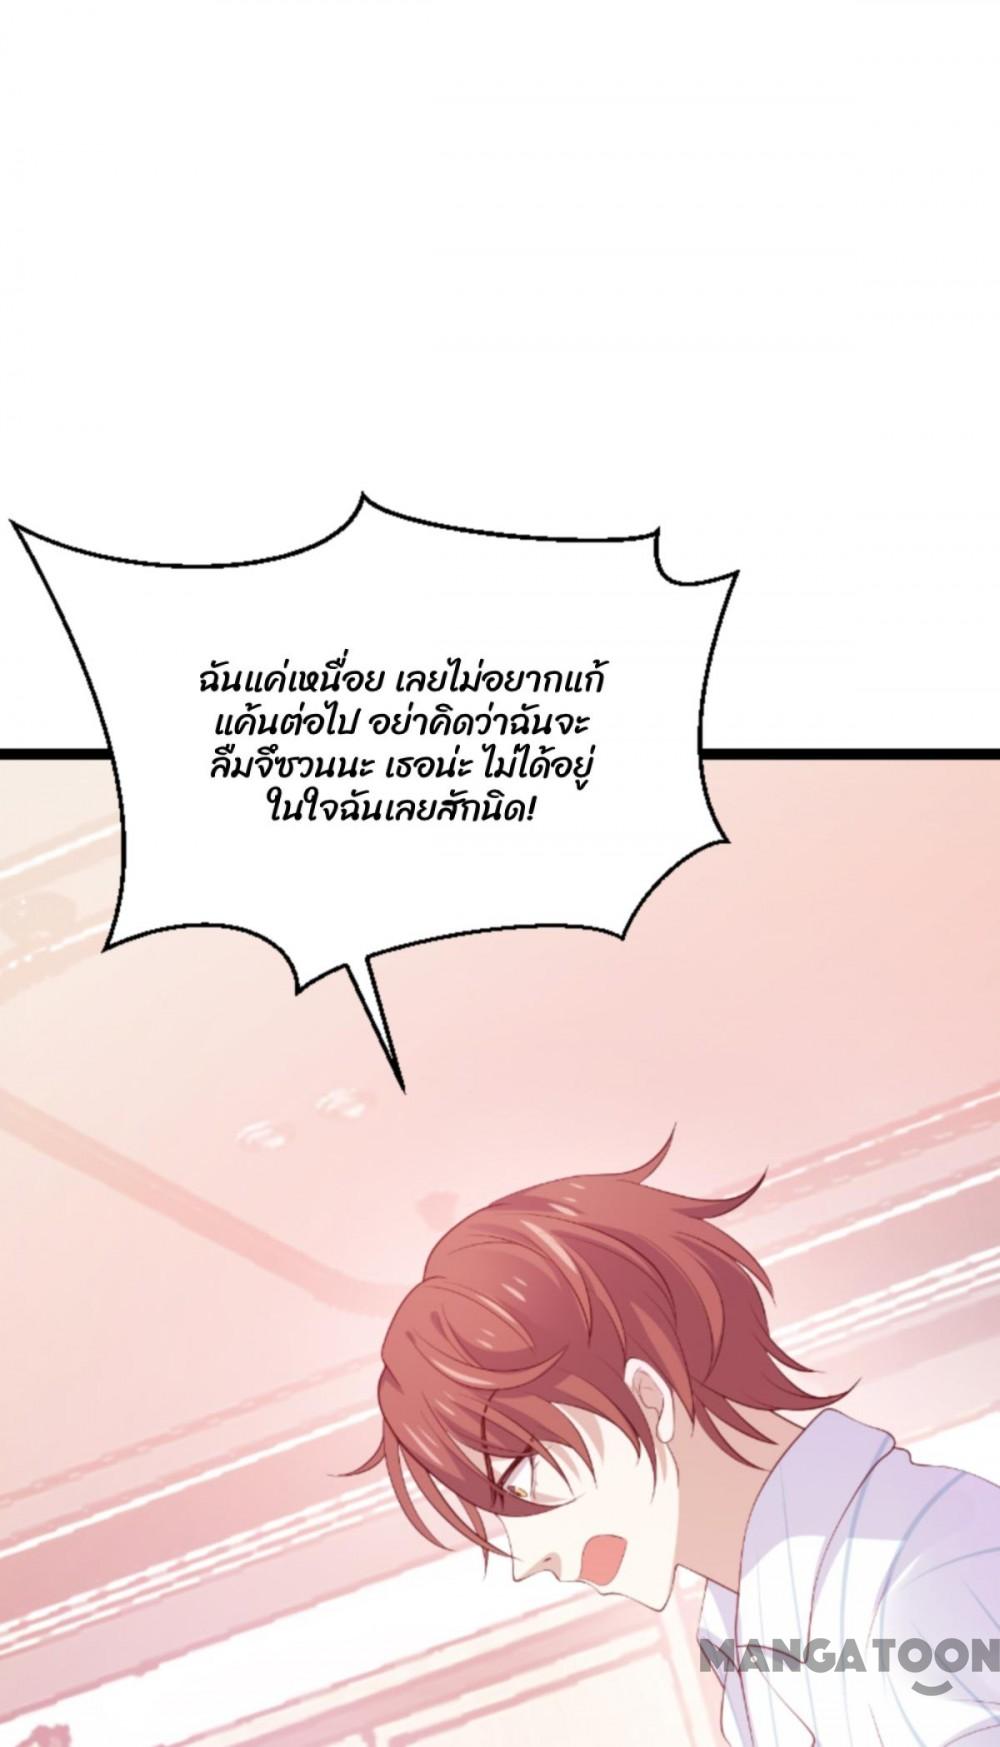 ฉันแค่เหนื่อย เลยไม่อยากแก้
แค้นต่อไป อย่าคิดว่าฉันจะ
ลืมจีซวนนะ เธอน่ะ ไม่ได้อยู่
ในใจฉันเลยสักนิด!
MANGATOON